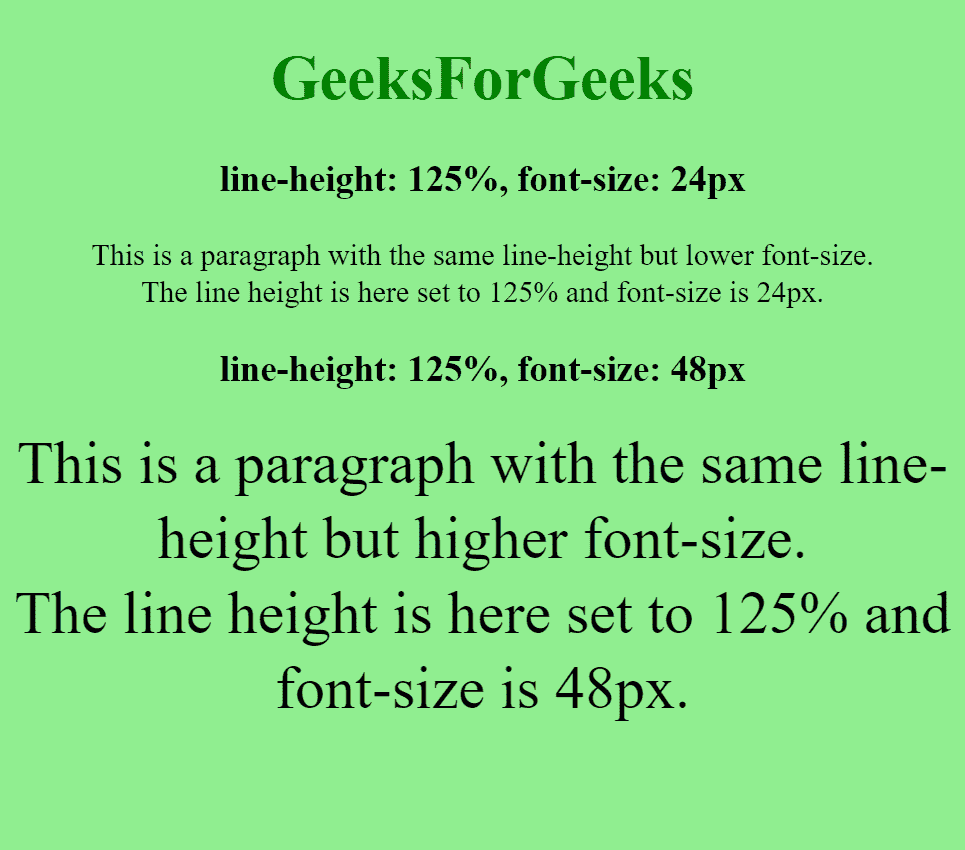 GeeksForGeeks
line-height: 125%, font-size: 24px
This is a paragraph with the same line-height but lower font-size.
The line height is here set to 125% and font-size is 24px.
line-height: 125%, font-size: 48px
This is a paragraph with the same line-
height but higher font-size.
The line height is here set to 125% and
font-size is 48px.